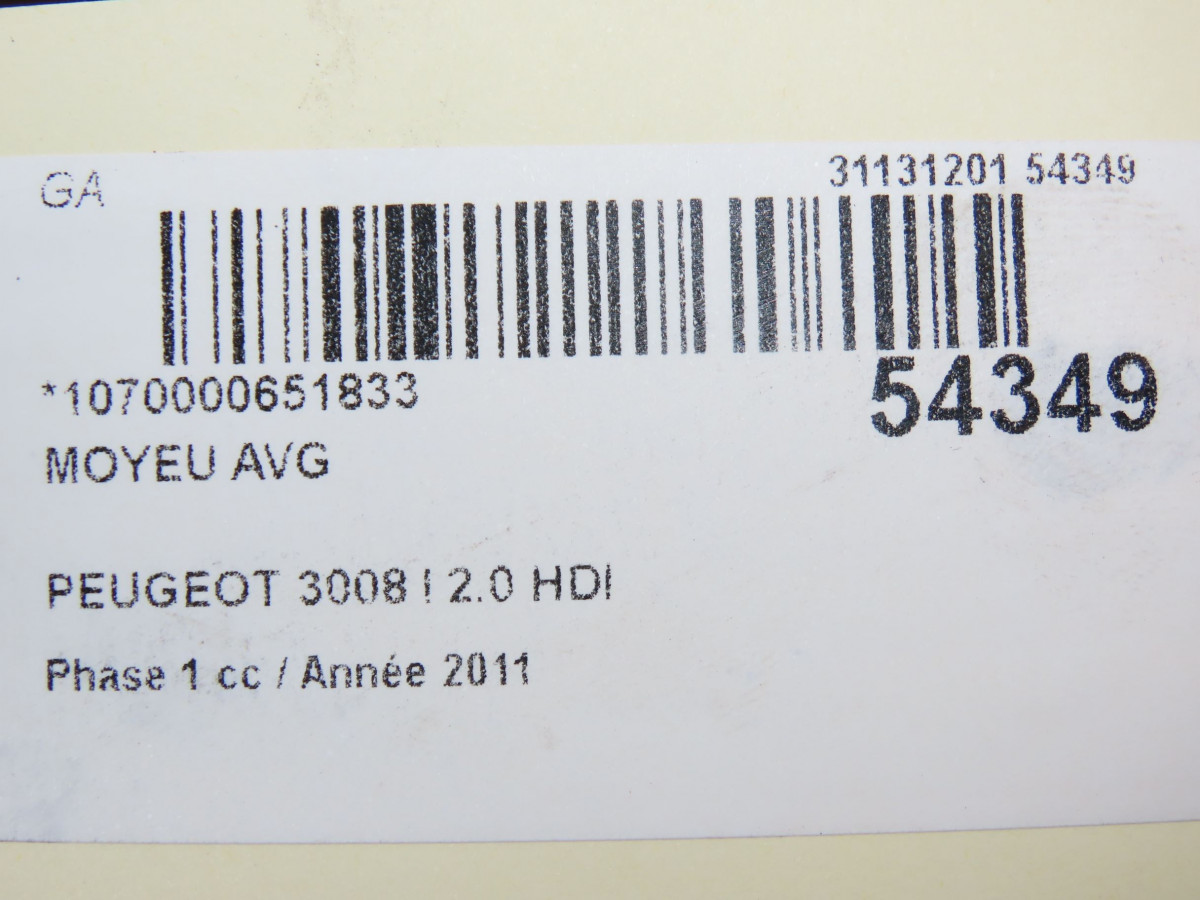 GA
31131201 54349
*1070000651833
54349
MOYEU AVG
PEUGEOT 3008 I 2.0 HDI
Phase 1 cc / Année 2011